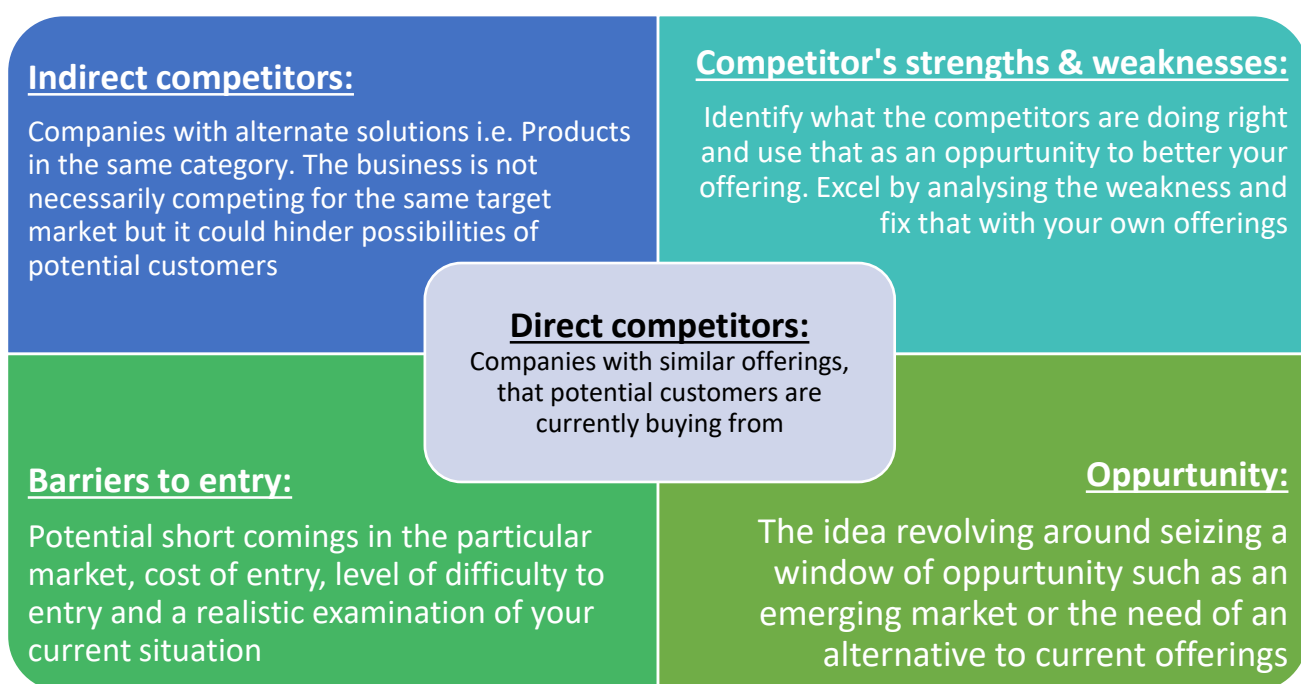 Indirect competitors:
Companies with alternate solutions i.e. Products
in the same category. The business is not
necessarily competing for the same target
market but it could hinder possibilities of
potential customers
Competitor's strengths & weaknesses:
Identify what the competitors are doing right
and use that as an oppurtunity to better your
offering. Excel by analysing the weakness and
fix that with your own offerings
Direct competitors:
Companies with similar offerings,
that potential customers are
currently buying from
Barriers to entry:
Potential short comings in the particular
market, cost of entry, level of difficulty to
entry and a realistic examination of your
current situation
Oppurtunity:
The idea revolving around seizing a
window of oppurtunity such as an
emerging market or the need of an
alternative to current offerings